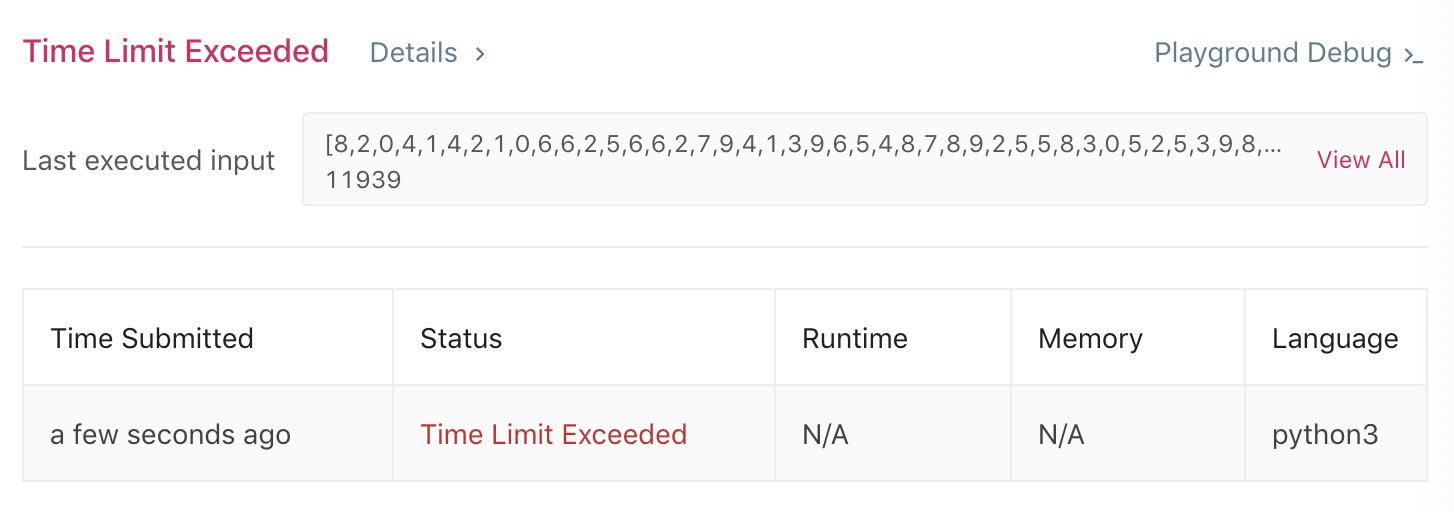 Time Limit Exceeded Details > Playground Debug >_
Last executed input
[8,2,0,4,1,4,2,1,0,6,6,2,5,6,6,2,7,9,4,1,3,9,6,5,4,8,7,8,9,2,5,5,8,3,0,5,2,5,3,9,8,...
11939
View All
Time Submitted Status Runtime Memory Language
a few seconds ago Time Limit Exceeded N/A N/A python3